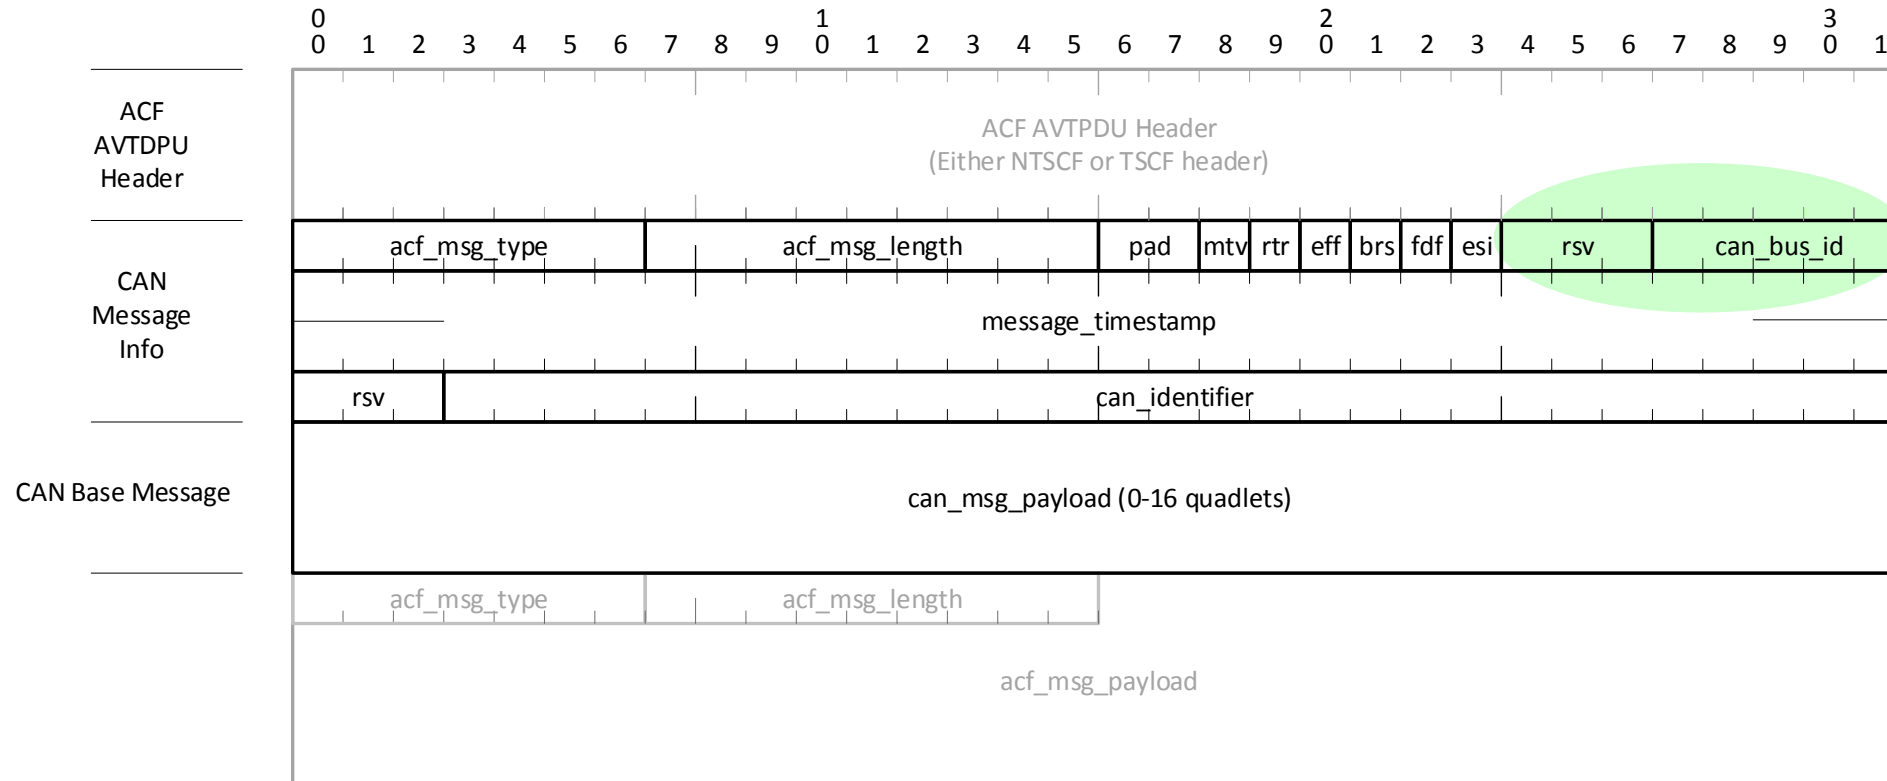 0 1 2 3
0 1 2 3 4 5 6 7 8 9 0 1 2 3 4 5 6 7 8 9 0 1 2 3 4 5 6 7 8 9 0 1
ACF
AVTDPU
Header
ACF AVTPDU Header
(Either NTSCF or TSCF header)
CAN
Message
Info
acf_msg_type acf_msg_length pad mtv rtr eff brs fdf esi rsv can_bus_id
message_timestamp
rsv can_identifier
CAN Base Message
can_msg_payload (0-16 quadlets)
acf_msg_type acf_msg_length
acf_msg_payload